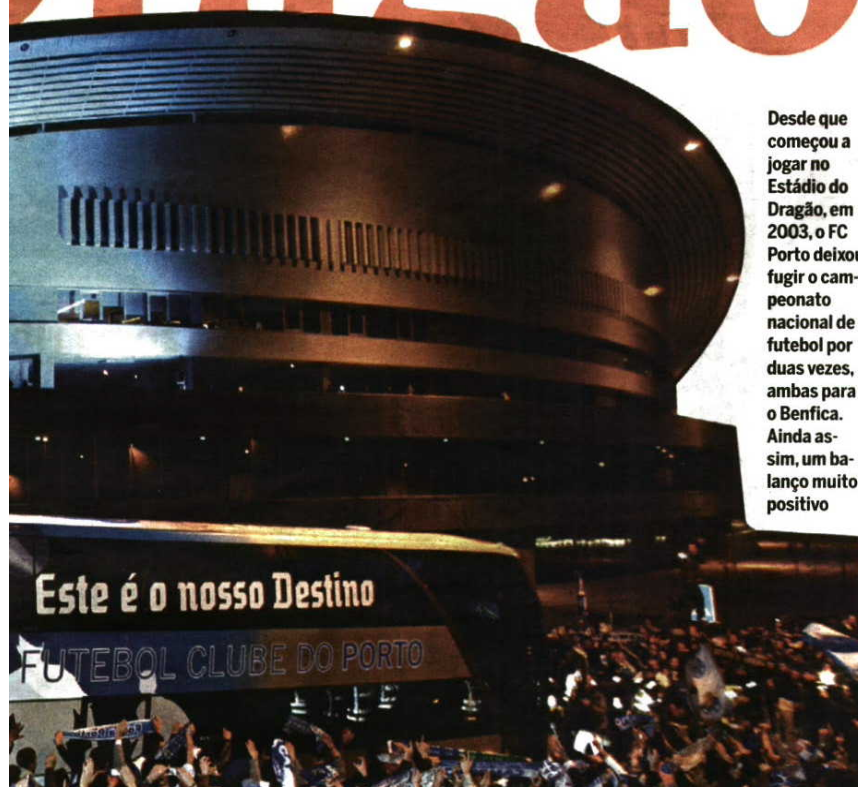 Desde que
começou a
jogar no
Estádio do
Dragão, em
2003, o FC
Porto deixou
fugir o cam-
peonato
nacional de
futebol por
duas vezes,
ambas para
o Benfica.
Ainda as-
sim, um ba-
lanço muito
positivo
Este é o nosso Destino
FUTEBOL CLUBE DO PORTO